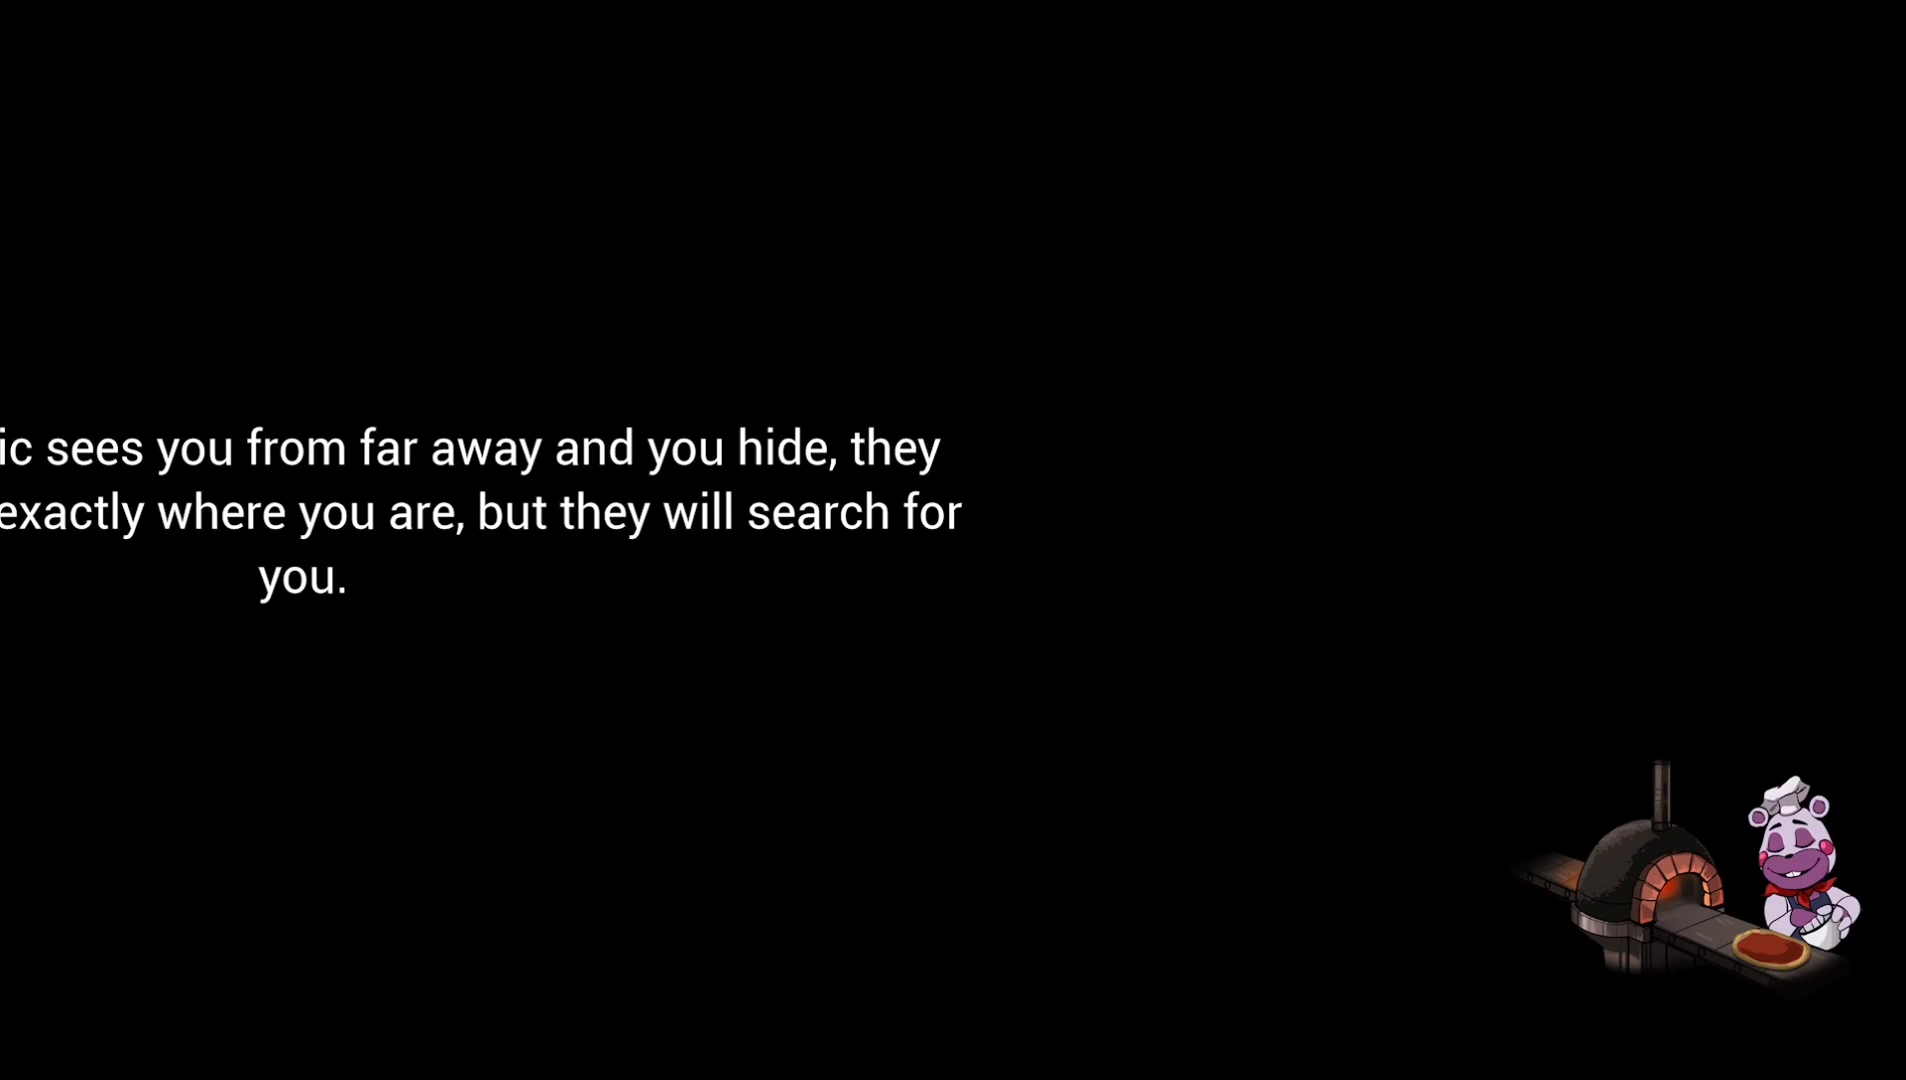 ic sees you from far away and you hide, they
exactly where you are, but they will search for
you.